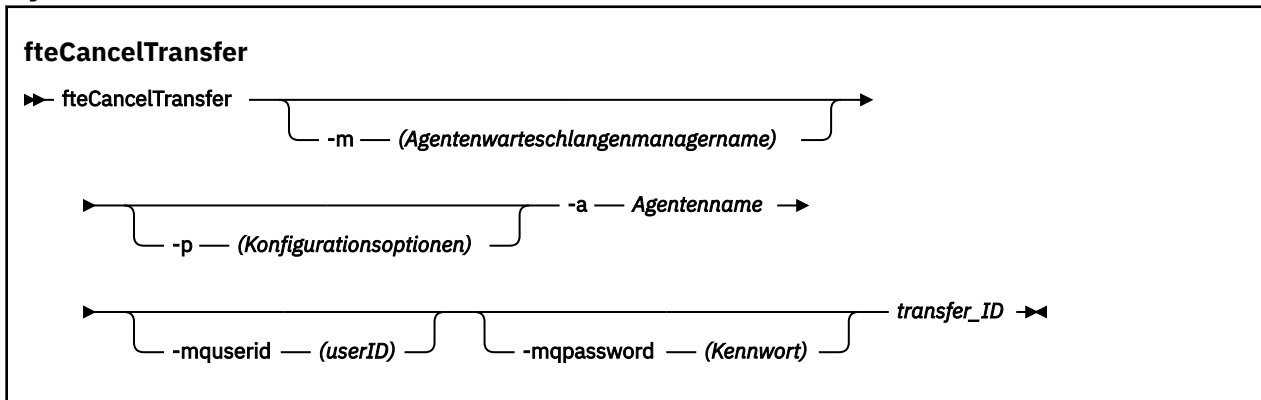 fteCancelTransfer
fteCancelTransfer
-m (Agentenwarteschlangenmanagername)
-a Agentenname
-p (Konfigurationsoptionen)
transfer_ID
-mquserid (userID) -mqpassword (Kennwort)